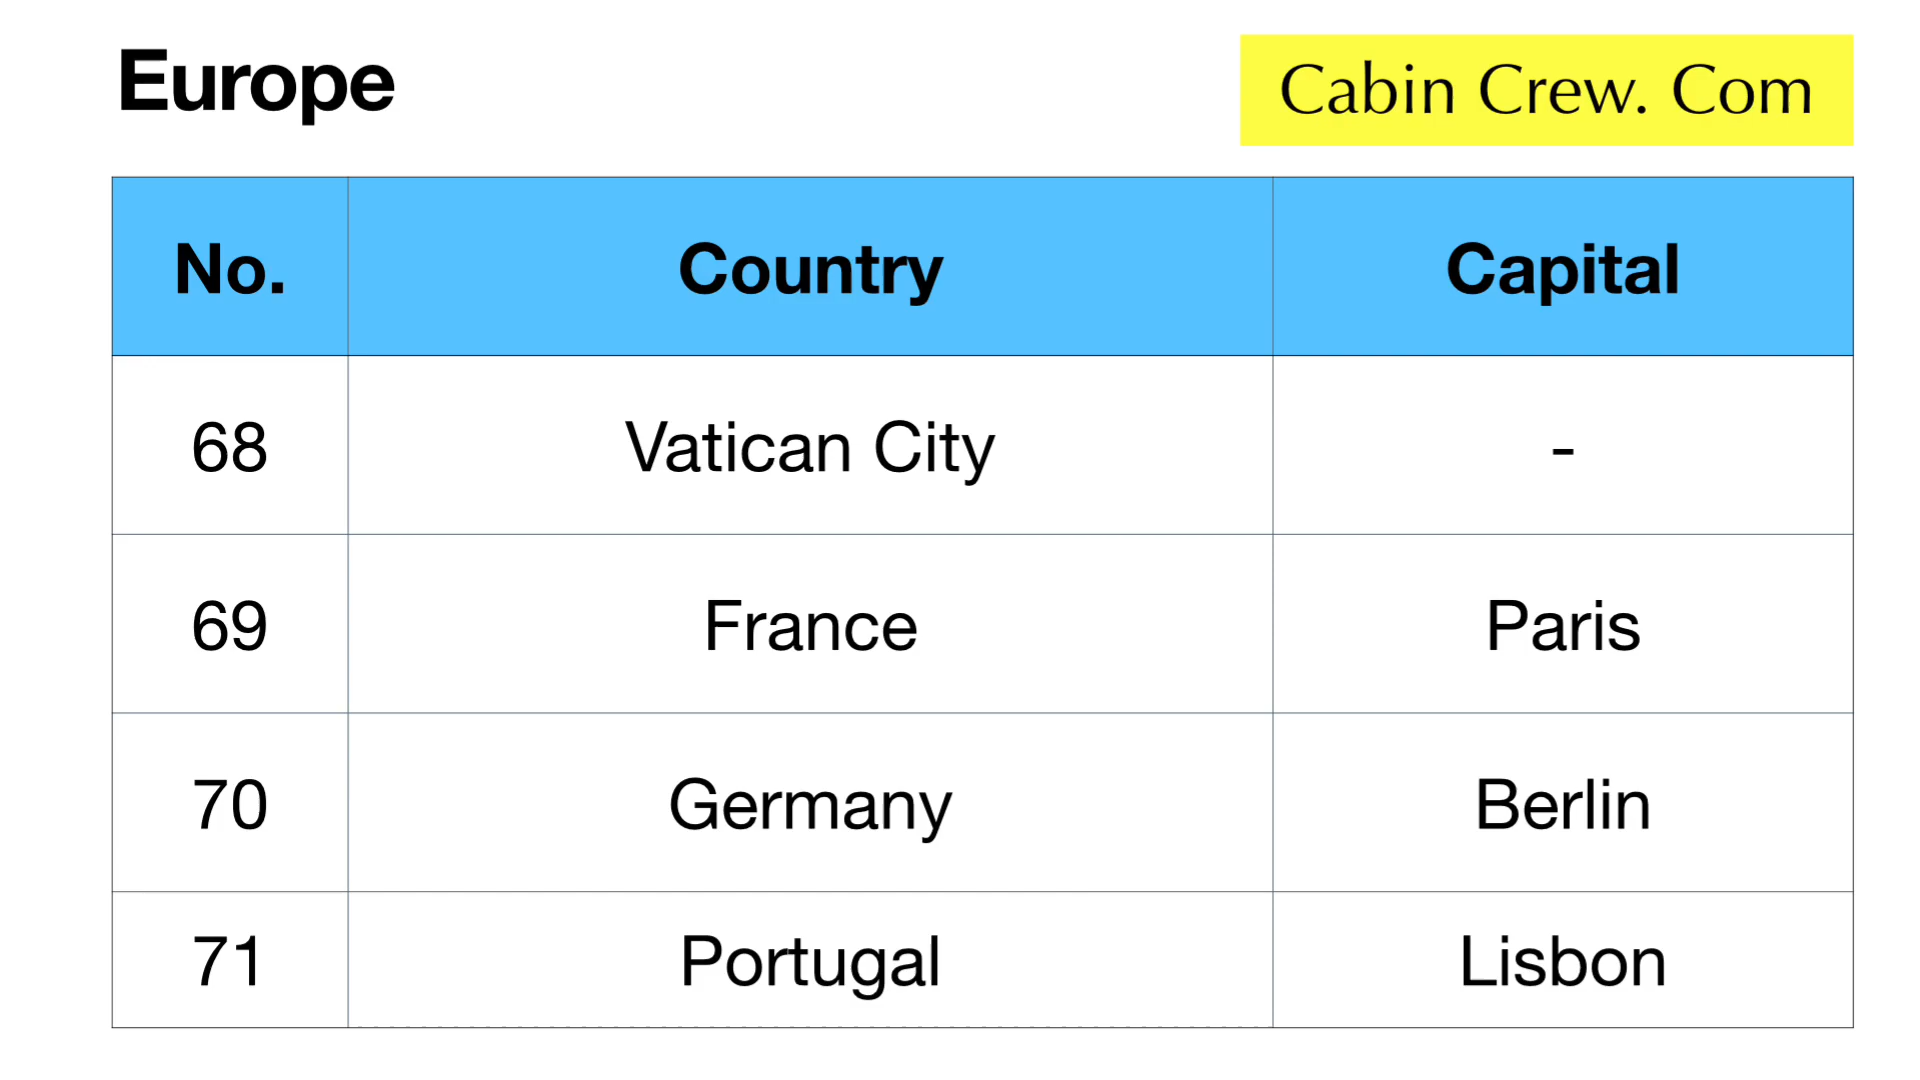 Europe
Cabin Crew. Com
No. Country Capital
68 Vatican City -
69 France Paris
70 Germany Berlin
71 Portugal Lisbon